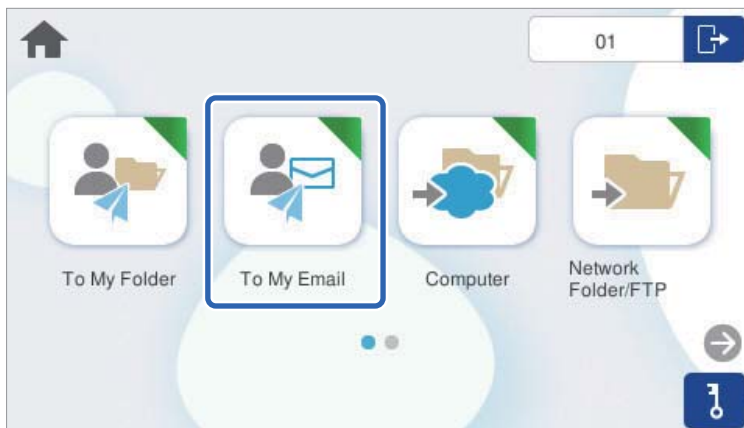 01
To My Folder
To My Email
Computer
Network
Folder/FTP